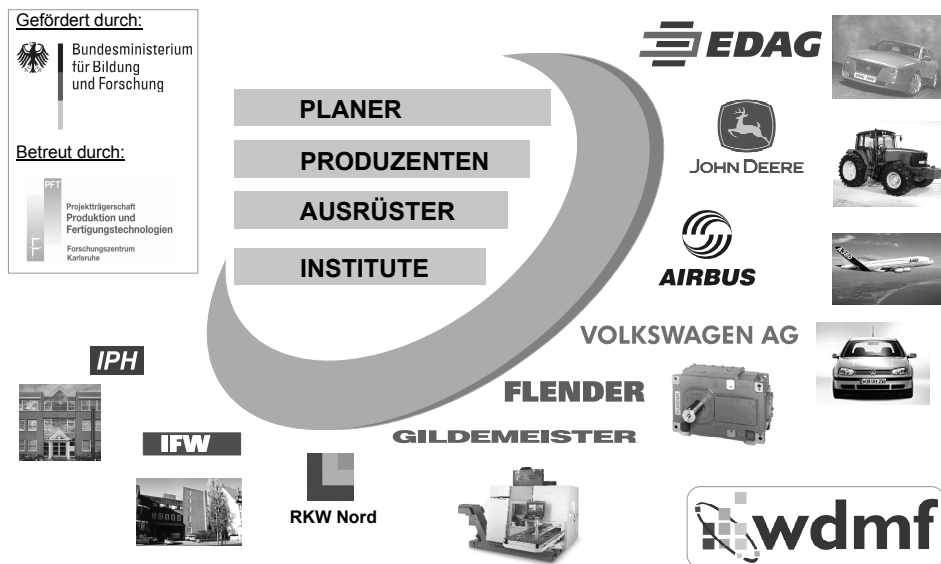 Gefördert durch:
Bundesministerium
für Bildung
und Forschung
Betreut durch:
PFT
Projektträgerschaft
Produktion und
Fertigungstechnologien
Forschungszentrum
Karlsruhe
PLANER
PRODUZENTEN
AUSRÜSTER
INSTITUTE
EDAG
JOHN DEERE
AIRBUS
A380
VOLKSWAGEN AG
FLENDER
GILDEMEISTER
IPH
IFW
RKW Nord
wdmf